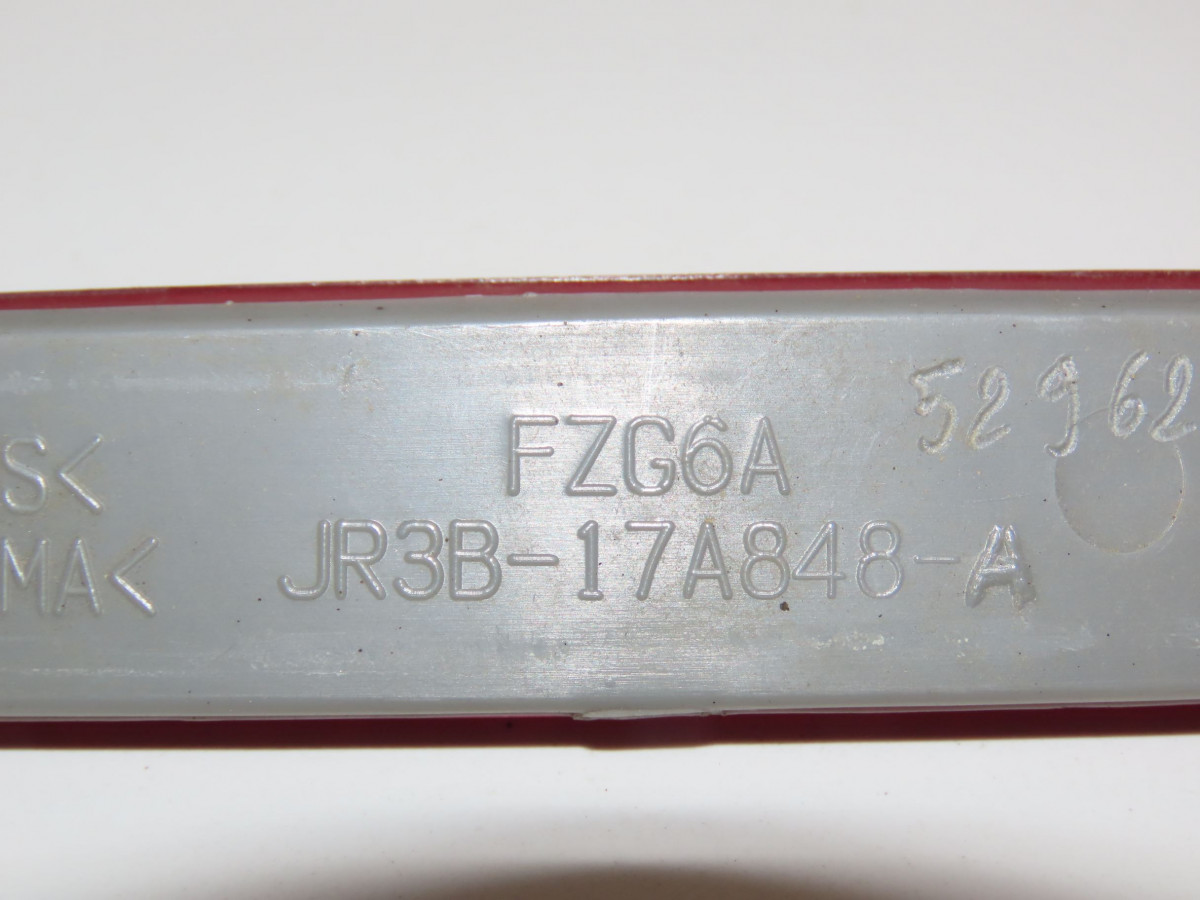 52962
FZG6A
S<
JR3B-17A848-A
MA<